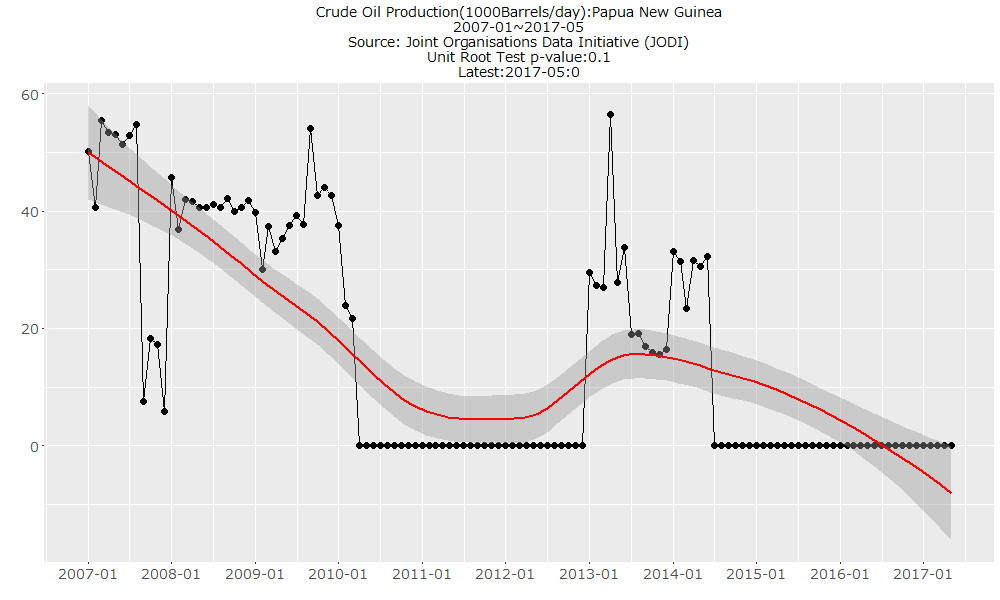 Crude Oil Production(1000Barrels/day):Papua New Guinea
2007-01~2017-05
Source: Joint Organisations Data Initiative (JODI)
Unit Root Test p-value:0.1
Latest:2017-05:0
60
40
20
0
2007-01 2008-01 2009-01 2010-01 2011-01 2012-01 2013-01 2014-01 2015-01 2016-01 2017-01